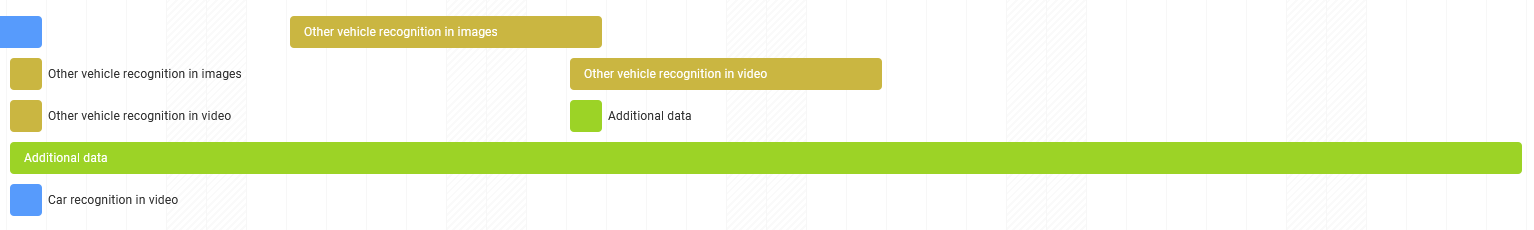 Other vehicle recognition in images
Other vehicle recognition in images
Other vehicle recognition in video
Other vehicle recognition in video
Additional data
Additional data
Car recognition in video